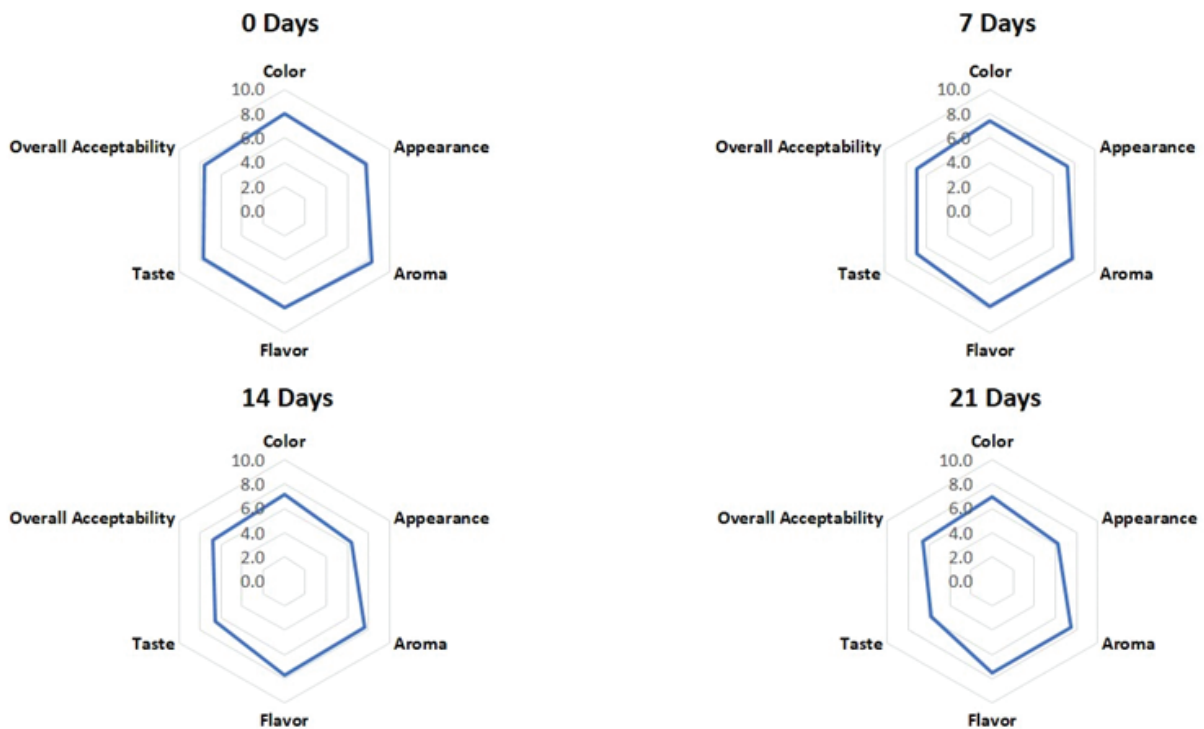 0 Days
Color
10.0
8.0
6.0
4.0
2.0
0.0
Overall Acceptability
Appearance
Taste
Aroma
Flavor
7 Days
Color
10.0
8.0
6.0
4.0
2.0
0.0
Overall Acceptability
Appearance
Taste
Aroma
Flavor
14 Days
Color
10.0
8.0
6.0
4.0
2.0
0.0
Overall Acceptability
Appearance
Taste
Aroma
Flavor
21 Days
Color
10.0
8.0
6.0
4.0
2.0
0.0
Overall Acceptability
Appearance
Taste
Aroma
Flavor